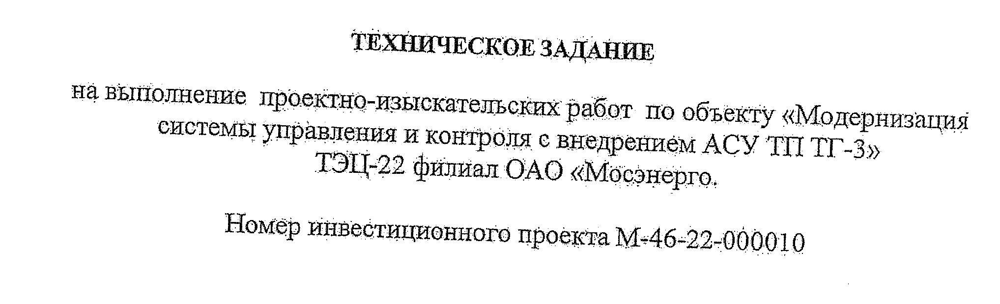 ТЕХНИЧЕСКОЕ ЗАДАНИЕ
на выполнение проектно-изыскательских работ по объекту «Модернизация
системы управления и контроля с внедрением АСУ ТП ТГ-3»
ТЭЦ-22 филиал ОАО «Мосэнерго.
Номер инвестиционного проекта М-46-22-000010